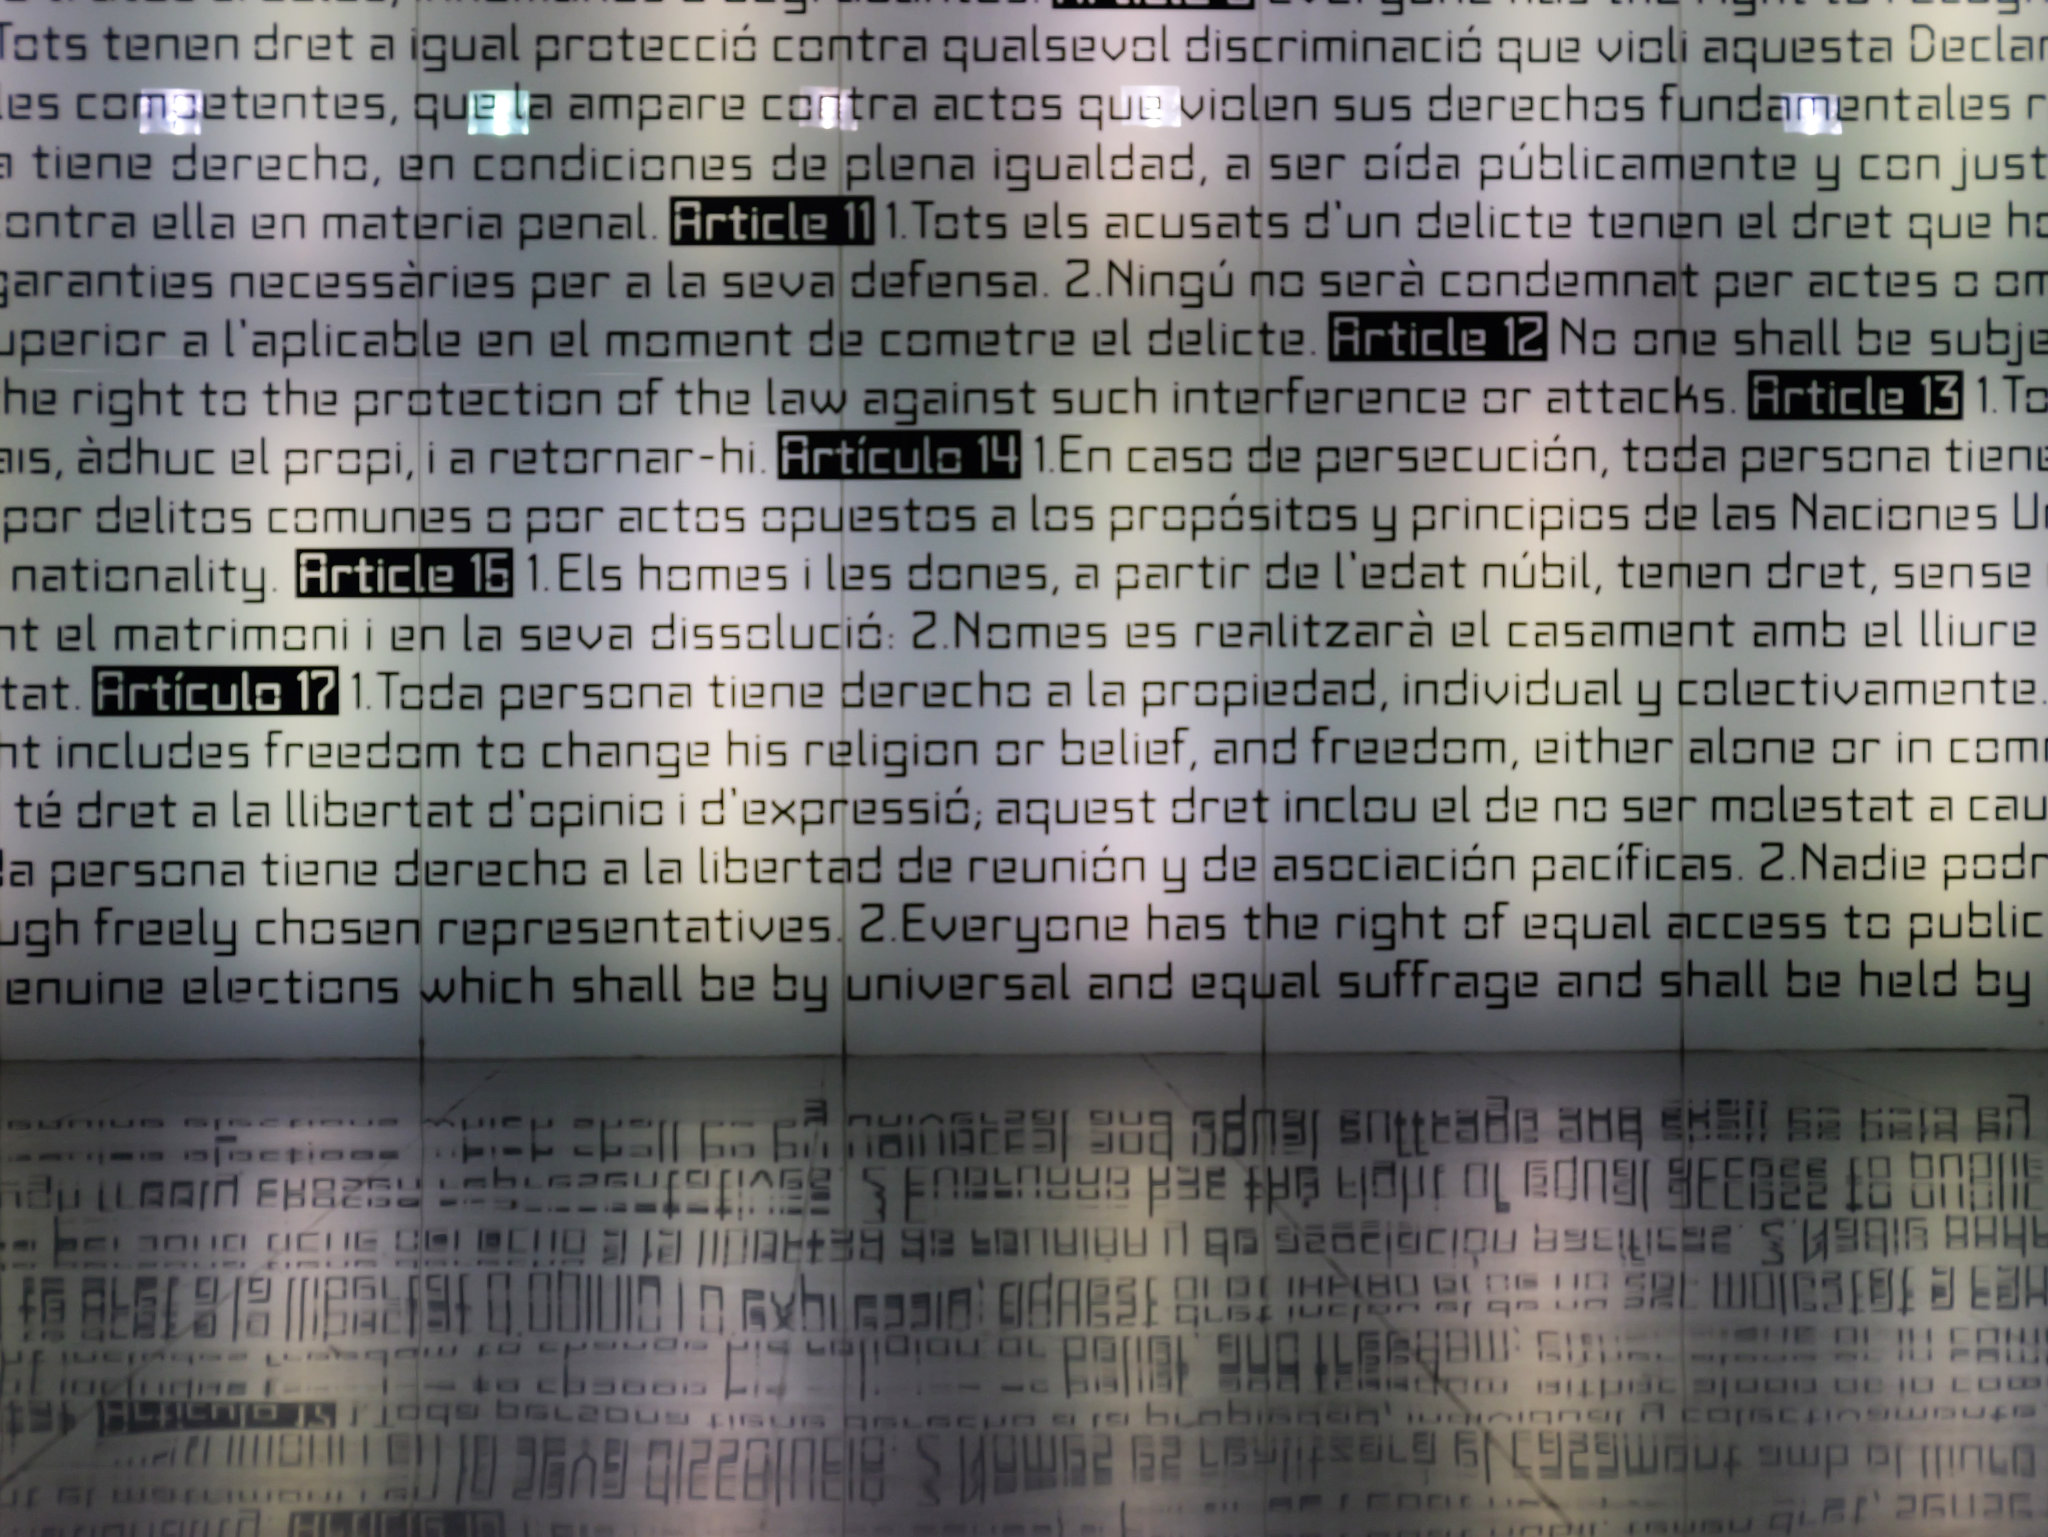 Tots tenen dret a igual protecció contra qualsevol discriminació que violi aquesta Declar
les competentes, que la ampare contra actos que violen sus derechos fundamentales r
a tiene derecho, en condiciones de plena igualdad, a ser oída públicamente y con just
contra ella en materia penal. Article 11 1.Tots els acusats d'un delicte tenen el dret que ho
garanties necessàries per a la seva defensa. 2.Ningú no serà condemnat per actes o om
uperior a l'aplicable en el moment de cometre el delicte. Article 12 No one shall be subje
he right to the protection of the law against such interference or attacks. Article 13 1.To
aís, àdhuc el propi, i a retornar-hi. Artículo 14 1.En caso de persecución, toda persona tiene
por delitos comunes o por actos opuestos a los propósitos y principios de las Naciones Un
nationality. Article 16 1.Els homes i les dones, a partir de l'edat núbil, tenen dret, sense
nt el matrimoni i en la seva dissolució: 2.Nomes es realitzarà el casament amb el lliure
tat. Artículo 17 1.Toda persona tiene derecho a la propiedad, individual y colectivamente.
ht includes freedom to change his religion or belief, and freedom, either alone or in comm
té dret a la llibertat d'opinio i d'expressió; aquest dret inclou el de no ser molestat a cau
da persona tiene derecho a la libertad de reunión y de asociación pacíficas. 2.Nadie podr
ugh freely chosen representatives. 2.Everyone has the right of equal access to public
enuine elections which shall be by universal and equal suffrage and shall be held by